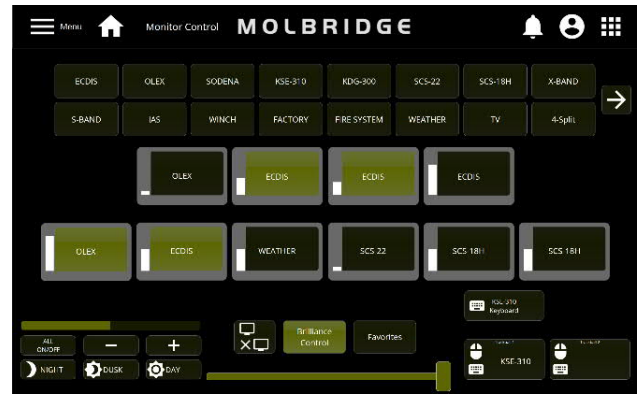 Menu
Monitor Control
MOLBRIDGE
ECDIS OLEX SODENA KSE-310 KDG-300 SCS-22 SCS-18H X-BAND
S-BAND IAS WINCH FACTORY FIRE SYSTEM WEATHER TV 4-Split
OLEX ECDIS ECDIS ECDIS
OLEX ECDIS WEATHER SCS 22 SCS 18H SCS 18H
KSL-310
Keyboard
ALL
ON/OFF
Brilliance
Control
Favorites
NIGHT DUSK DAY
KSE-310